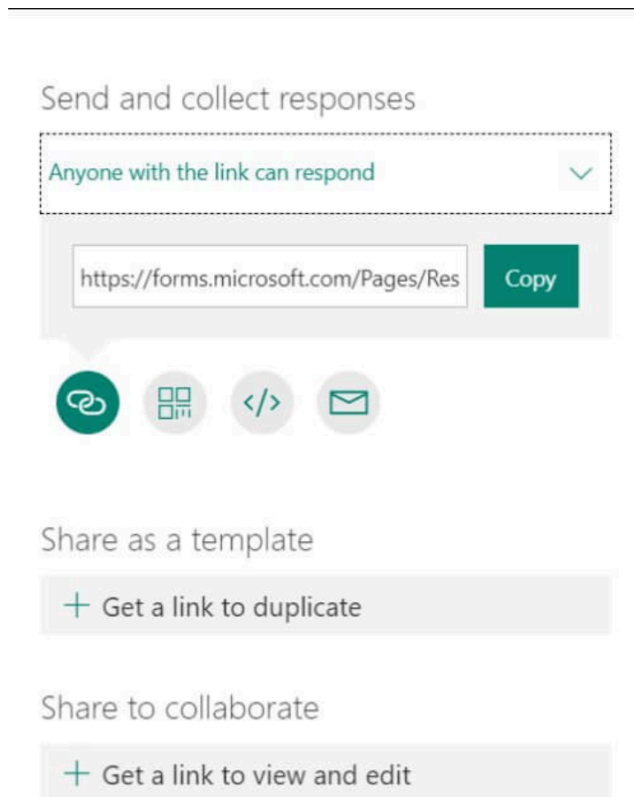 Send and collect responses
Anyone with the link can respond
https://forms.microsoft.com/Pages/Res
Copy
</>
Share as a template
+ Get a link to duplicate
Share to collaborate
+ Get a link to view and edit